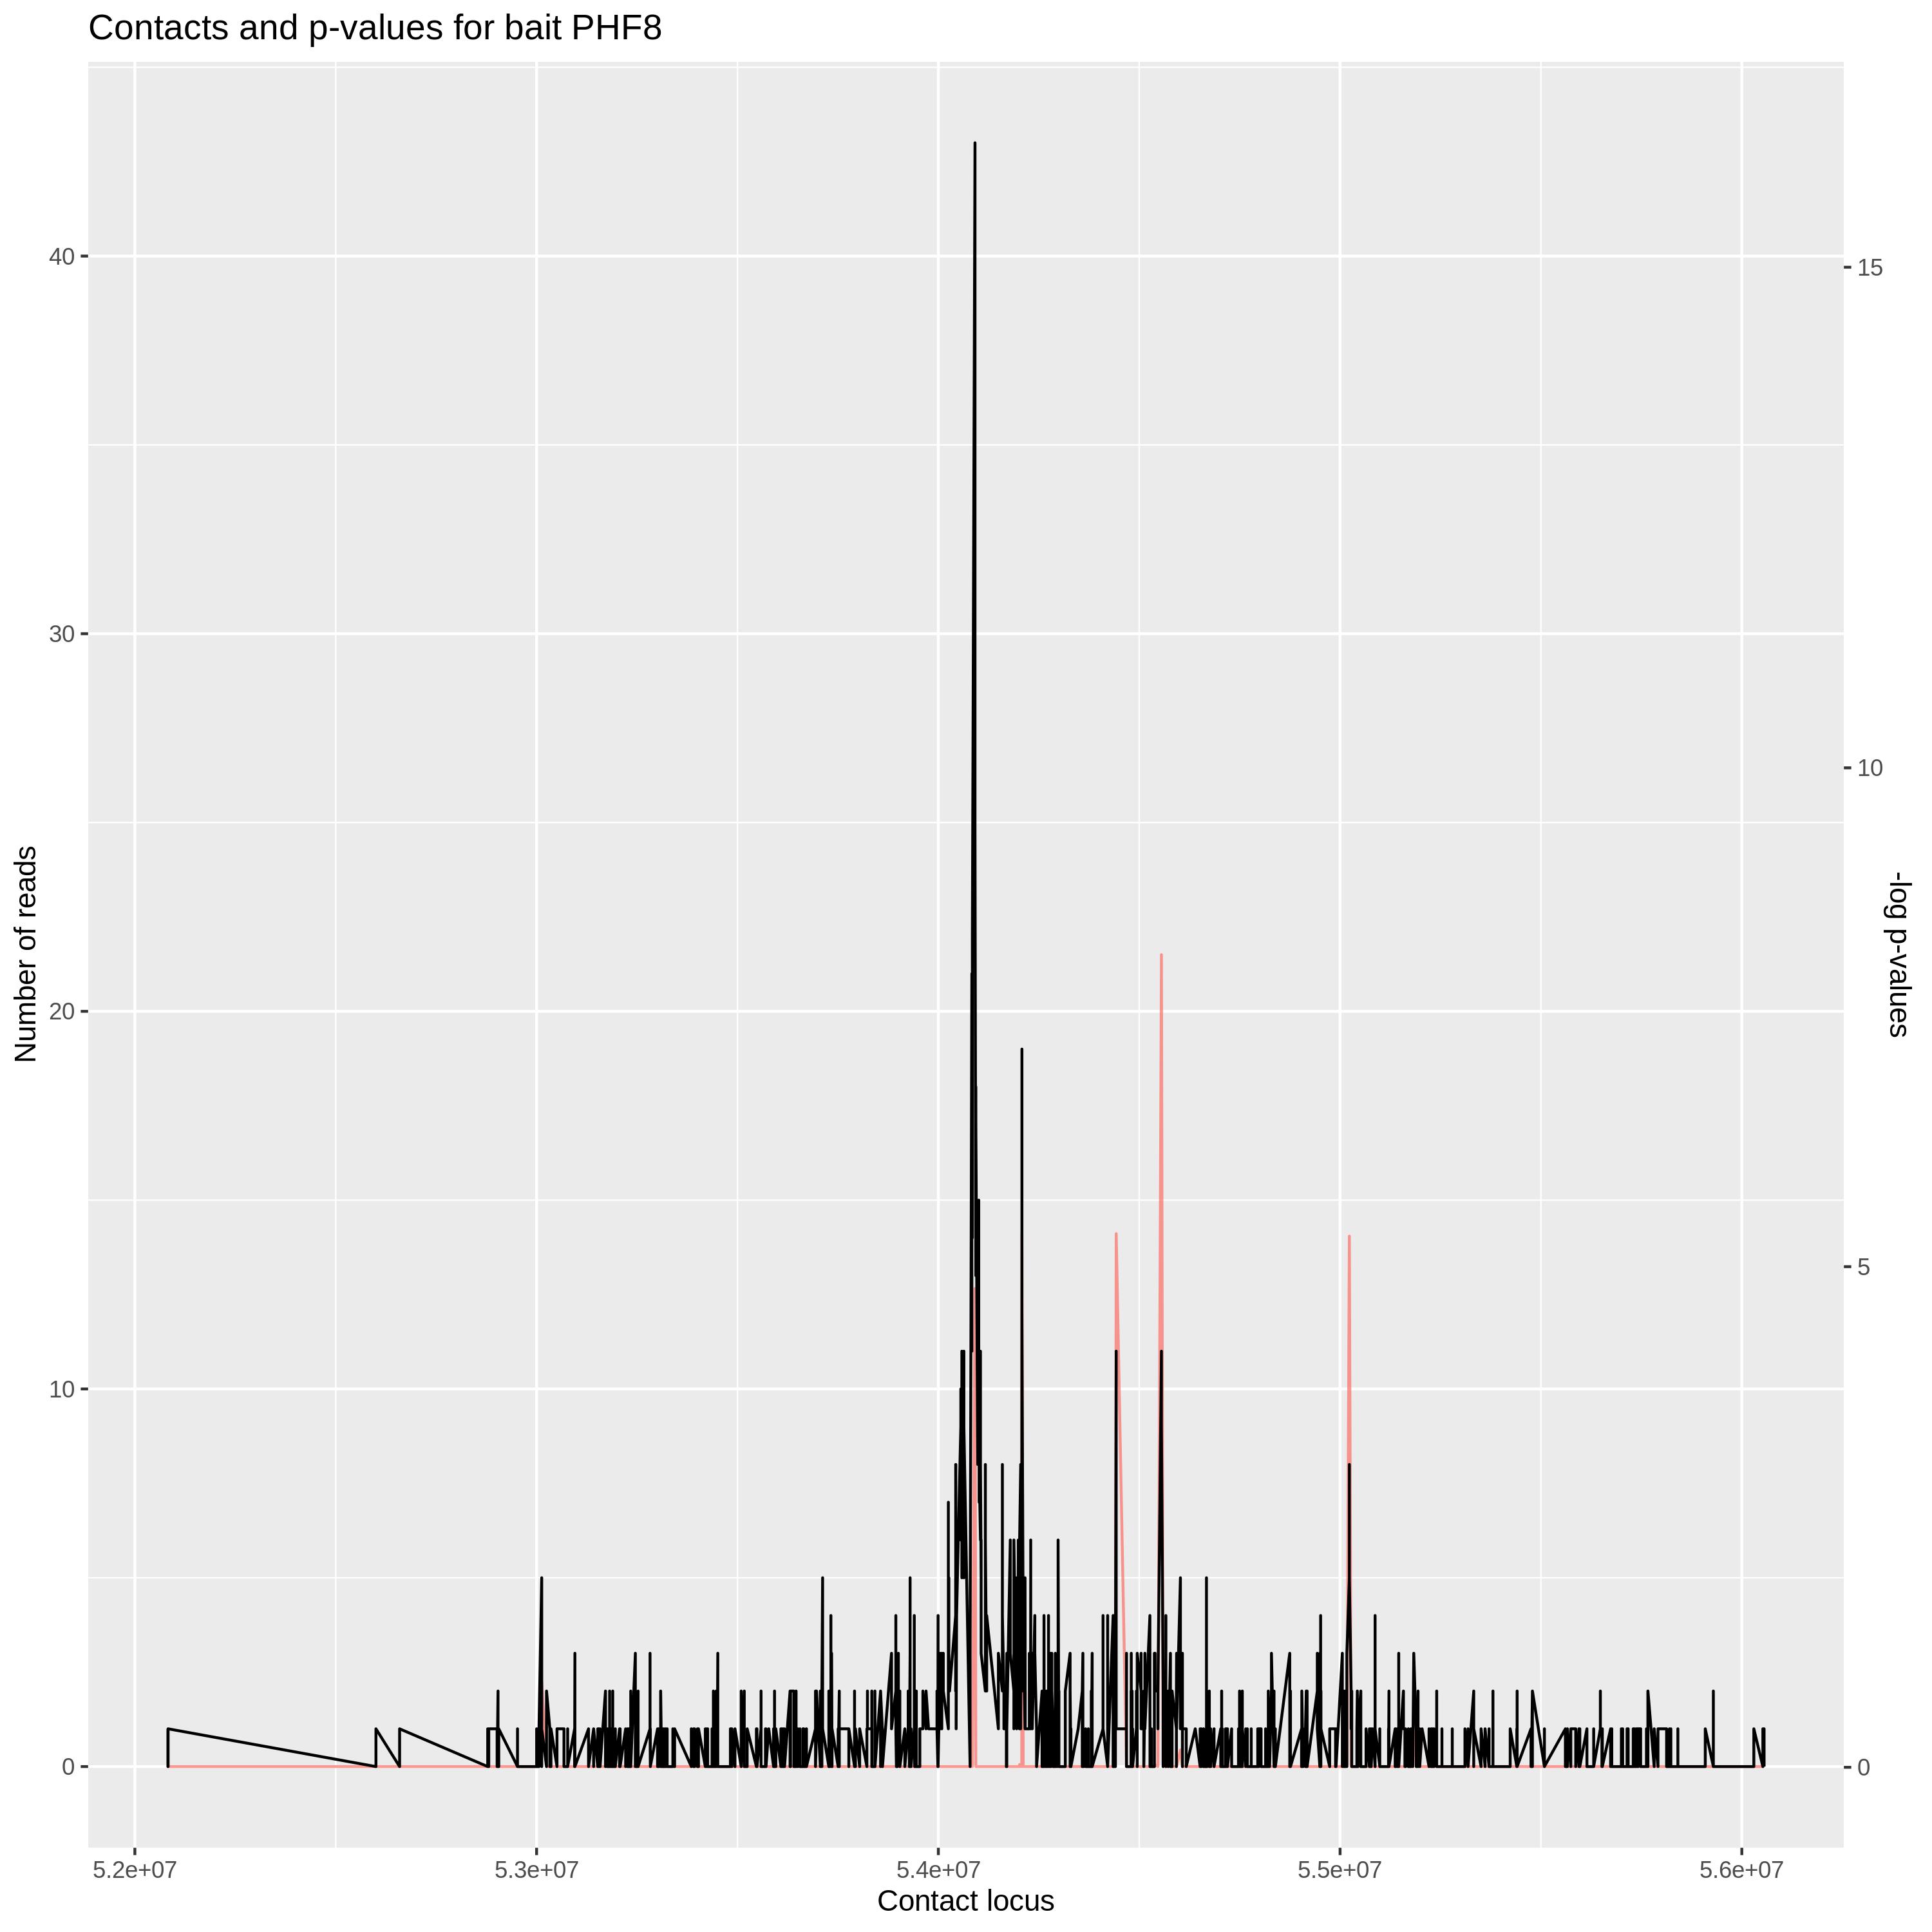 Contacts and p-values for bait PHF8
40
30
20
10
0
Number of reads
15
10
5
0
-log p-values
5.2e+07
5.3e+07
5.4e+07
5.5e+07
5.6e+07
Contact locus